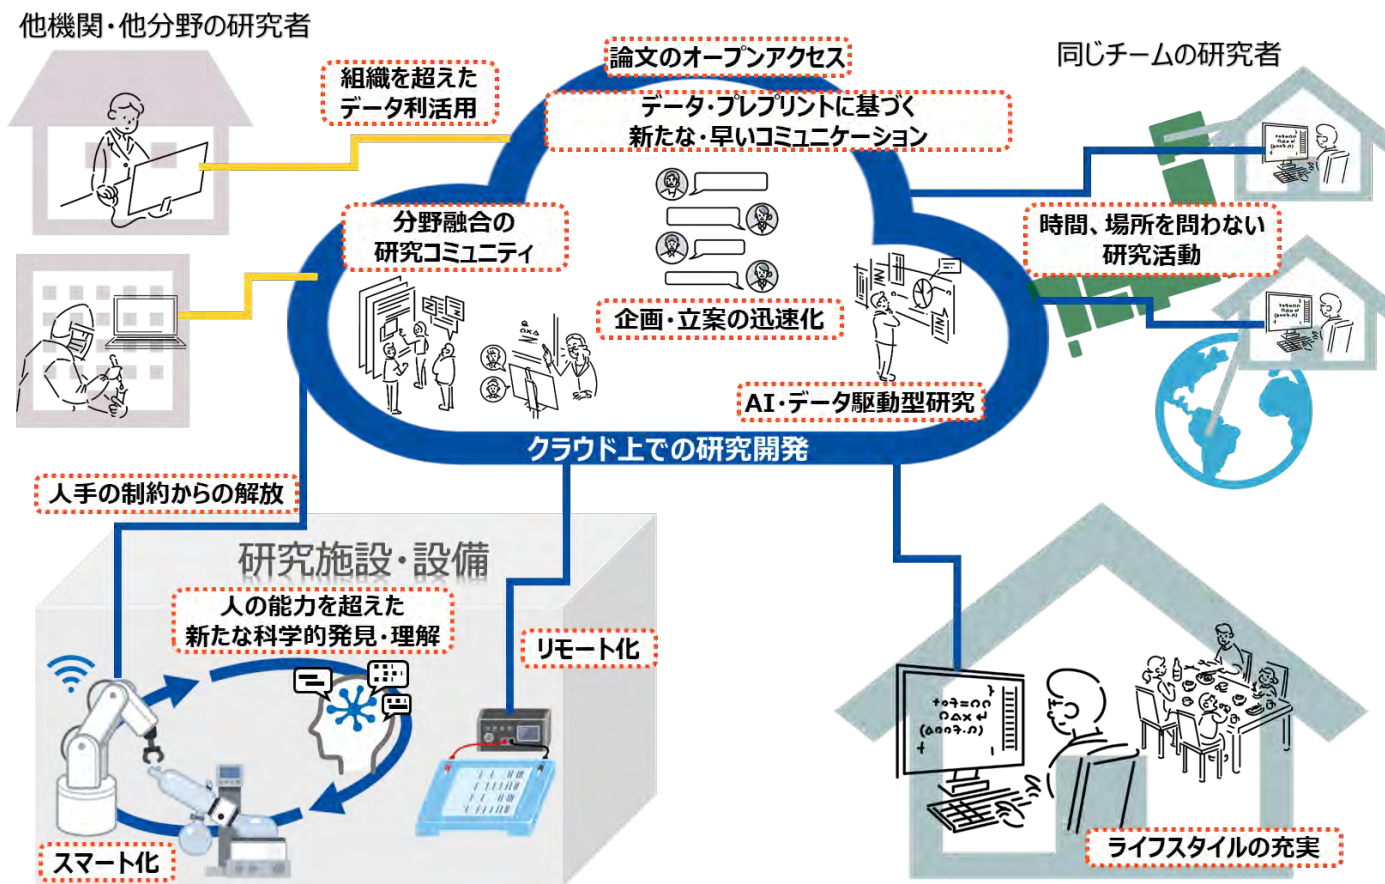 他機関・他分野の研究者
論文のオープンアクセス
同じチームの研究者
組織を超えた
データ利活用
データ・プレプリントに基づく
新たな・早いコミュニケーション
分野融合の
研究コミュニティ
時間、場所を問わない
研究活動
企画・立案の迅速化
AI・データ駆動型研究
クラウド上での研究開発
人手の制約からの解放
研究施設・設備
人の能力を超えた
新たな科学的発見・理解
リモート化
スマート化
ライフスタイルの充実